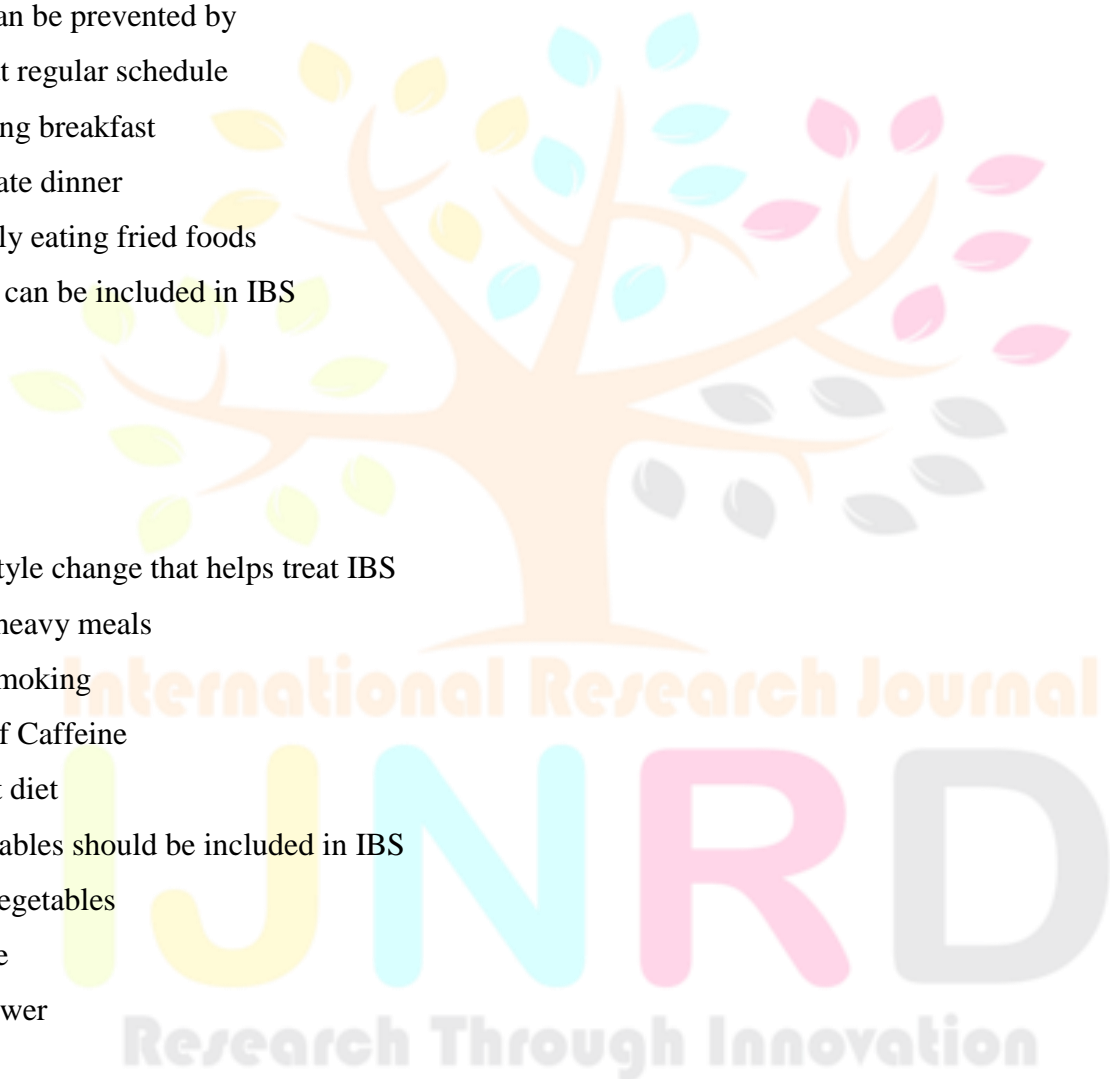 an be prevented by
t regular schedule
ng breakfast
ate dinner
ly eating fried foods
can be included in IBS
tyle change that helps treat IBS
heavy meals
moking
f Caffeine
t diet
ables should be included in IBS
egetables
e
wer
International Research Journal
IJNRD
Research Through Innovation